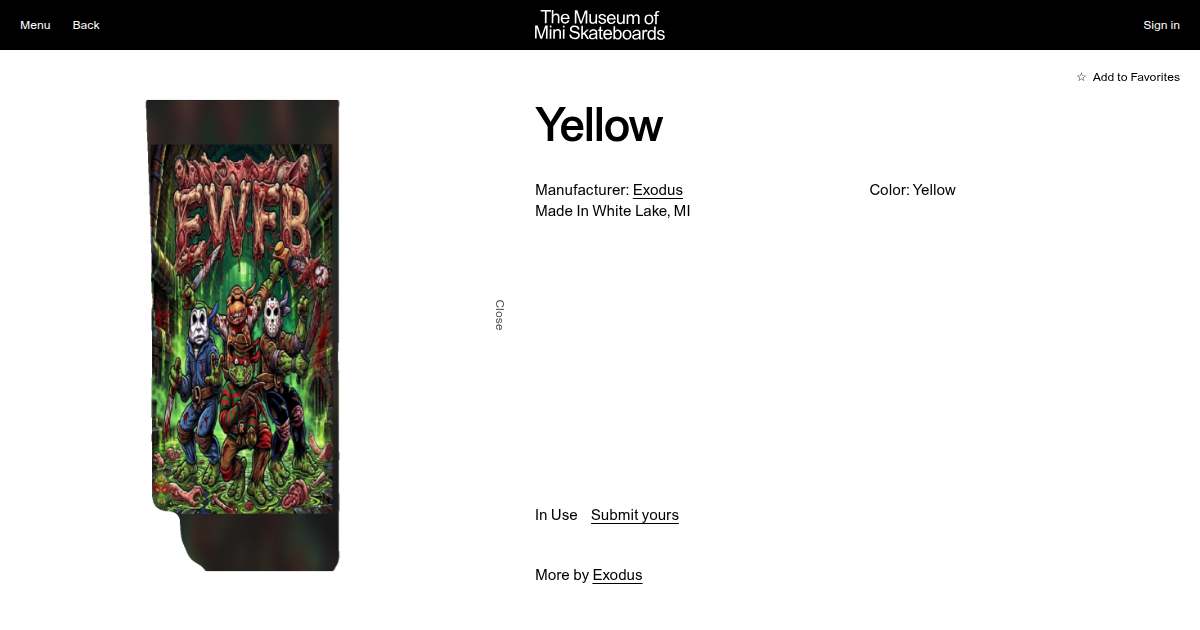 Menu
Back
The Museum of
Mini Skateboards
Sign in
☆ Add to Favorites
EWFB
Close
Yellow
Manufacturer: Exodus
Made In White Lake, MI
Color: Yellow
In Use Submit yours
More by Exodus